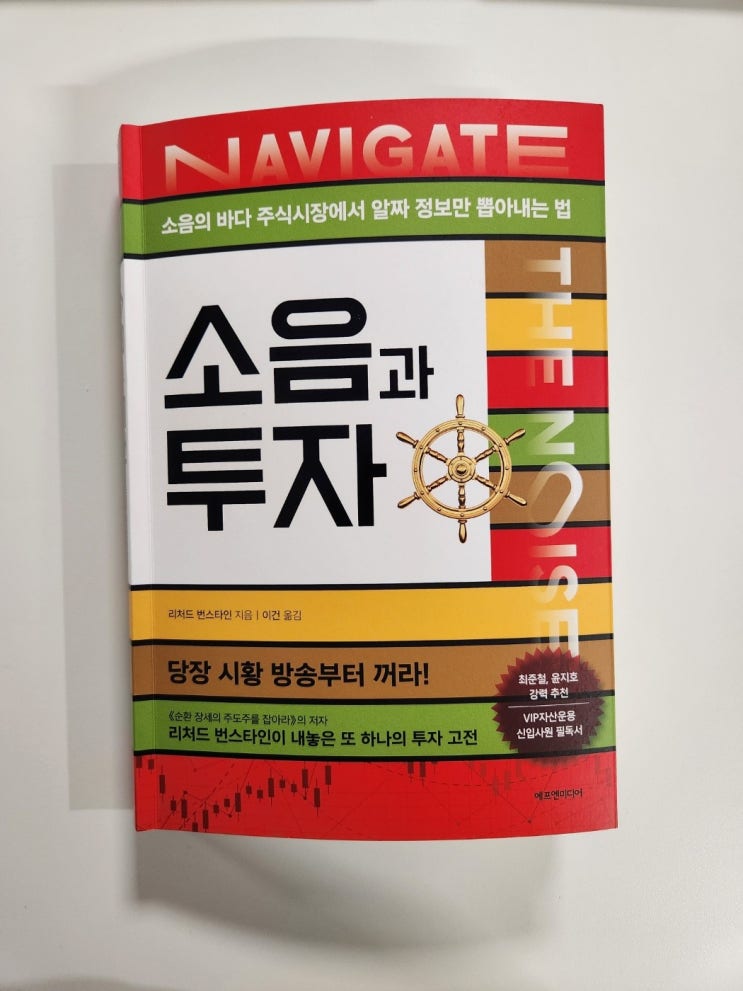 NAVIGATE
소음의 바다 주식시장에서 알짜 정보만 뽑아내는 법
THE NOISE
소음과
투자
리처드 번스타인 지음 | 이건 옮김
당장 시황 방송부터 꺼라!
최준철, 윤지호
강력 추천
VIP자산운용
신입사원 필독서
《순환 장세의 주도주를 잡아라》의 저자
리처드 번스타인이 내놓은 또 하나의 투자 고전
에프엔미디어